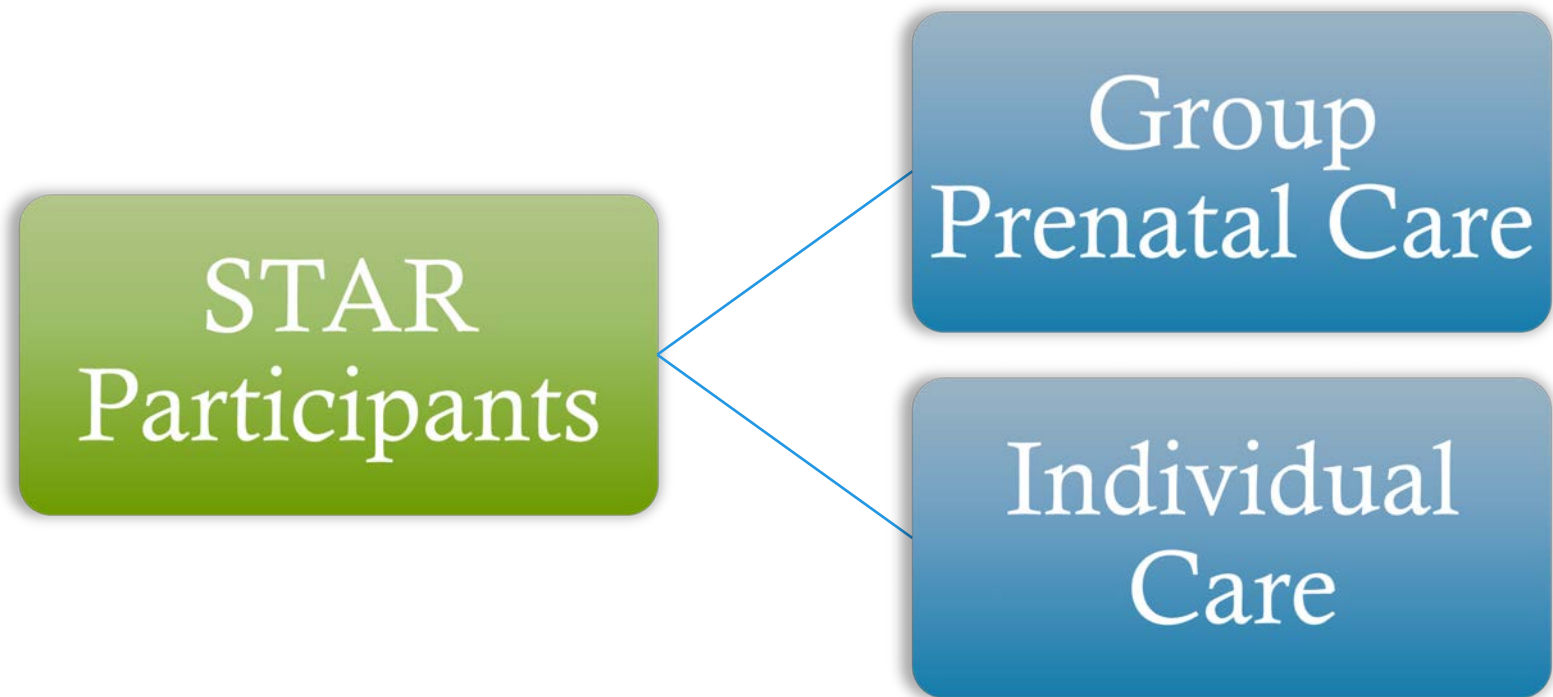 STAR
Participants
Group
Prenatal Care
Individual
Care